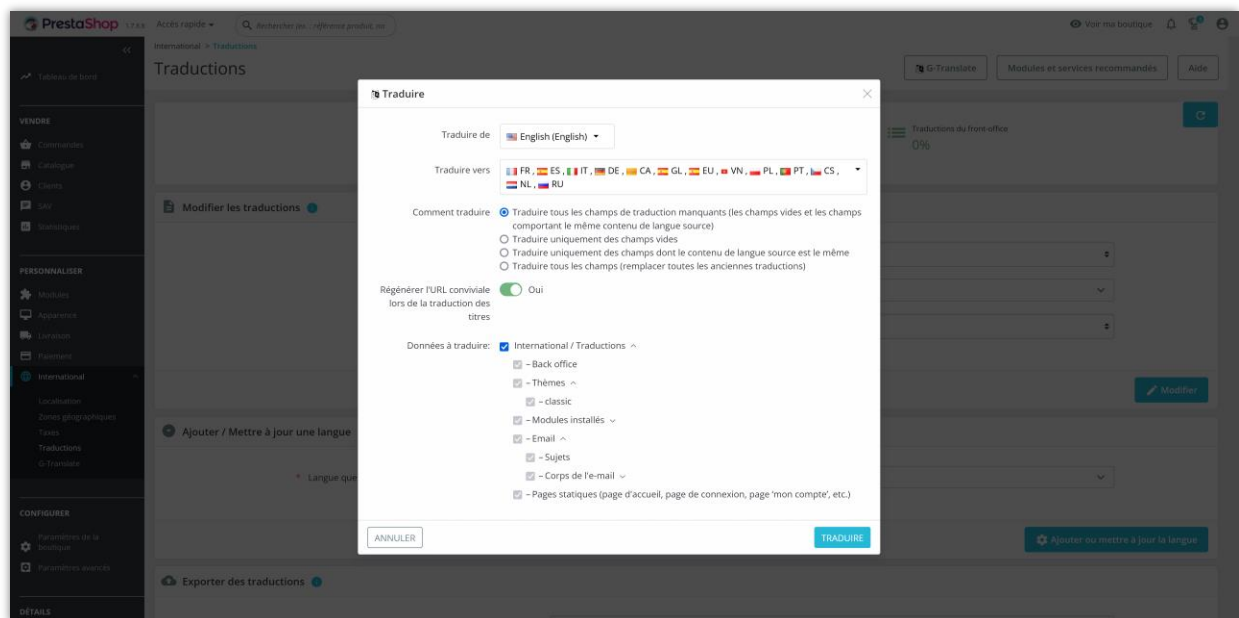 PrestaShop 1.7.6.8 Accès rapide Voir ma boutique
International > Traductions
Traductions
G-Translate Modules et services recommandés Aide
Tableau de bord
VENDRE
Commandes
Catalogue
Clients
SAV
Statistiques
PERSONNALISER
Modules
Apparence
Livraison
Paiement
International
Localisation
Zones géographiques
Taxes
Traductions
G-Translate
CONFIGURER
Paramètres de la
boutique
Paramètres avancés
DÉTAILS
Traductions du front office
0%
Modifier les traductions
Modifier
Ajouter / Mettre à jour une langue
* Langue que
Ajouter ou mettre à jour la langue
Exporter des traductions
Traduire
Traduire de English (English)
Traduire vers FR , ES , IT , DE , CA , GL , EU , VN , PL , PT , CS ,
NL , RU
Comment traduire Traduire tous les champs de traduction manquants (les champs vides et les champs
comportant le même contenu de langue source)
Traduire uniquement des champs vides
Traduire uniquement des champs dont le contenu de langue source est le même
Traduire tous les champs (remplacer toutes les anciennes traductions)
Régénérer l'URL conviviale Oui
lors de la traduction des
titres
Données à traduire: International / Traductions
– Back office
– Thèmes
– classic
– Modules installés
– Email
– Sujets
– Corps de l'e-mail
– Pages statiques (page d'accueil, page de connexion, page 'mon compte', etc.)
ANNULER TRADUIRE